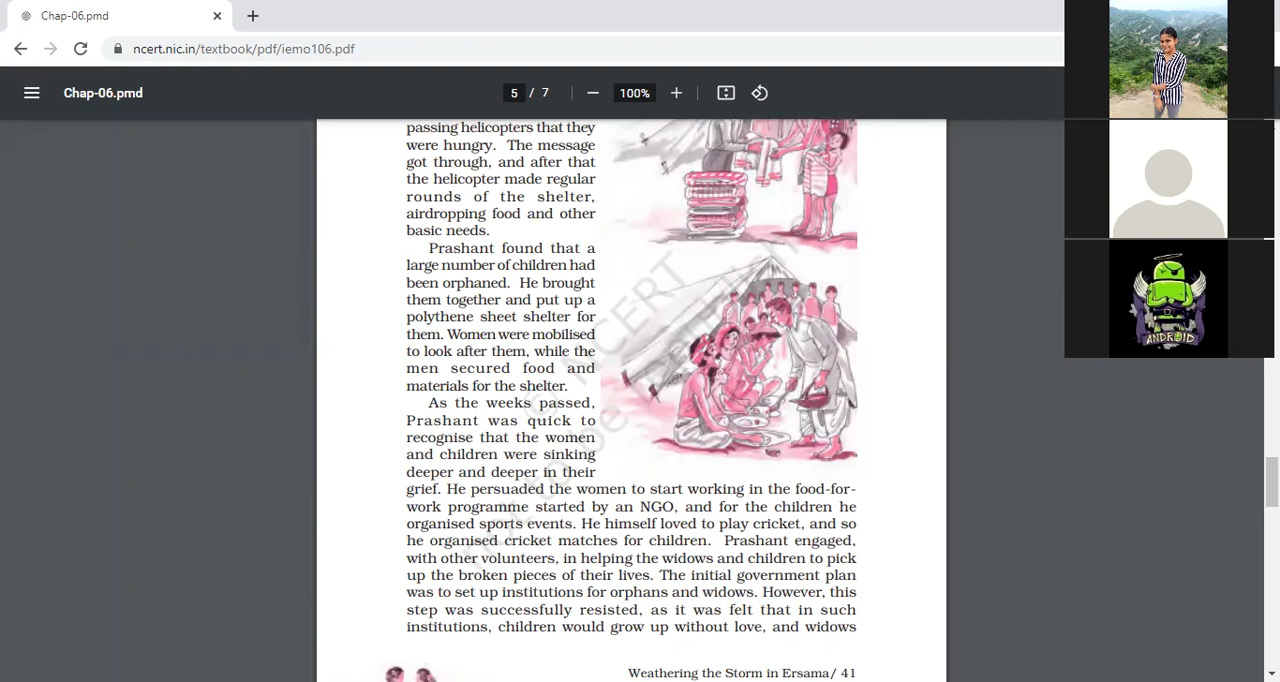 Chap-06.pmd
ncert.nic.in/textbook/pdf/iemo106.pdf
Chap-06.pmd
5 / 7
100%
passing helicopters that they
were hungry. The message
got through, and after that
the helicopter made regular
rounds of the shelter,
airdropping food and other
basic needs.
Prashant found that a
large number of children had
been orphaned. He brought
them together and put up a
polythene sheet shelter for
them. Women were mobilised
to look after them, while the
men secured food and
materials for the shelter.
As the weeks passed,
Prashant was quick to
recognise that the women
and children were sinking
deeper and deeper in their
grief. He persuaded the women to start working in the food-for-
work programme started by an NGO, and for the children he
organised sports events. He himself loved to play cricket, and so
he organised cricket matches for children. Prashant engaged,
with other volunteers, in helping the widows and children to pick
up the broken pieces of their lives. The initial government plan
was to set up institutions for orphans and widows. However, this
step was successfully resisted, as it was felt that in such
institutions, children would grow up without love, and widows
Weathering the Storm in Ersama/ 41
© NCERT
not to be
ANDROID